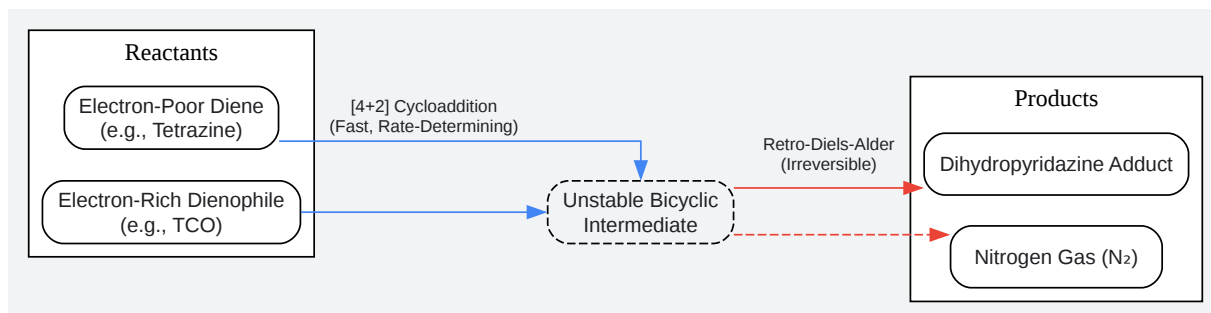 Reactants
Electron-Poor Diene
(e.g., Tetrazine)
Electron-Rich Dienophile
(e.g., TCO)
[4+2] Cycloaddition
(Fast, Rate-Determining)
Unstable Bicyclic
Intermediate
Retro-Diels-Alder
(Irreversible)
Products
Dihydropyridazine Adduct
Nitrogen Gas (N₂)